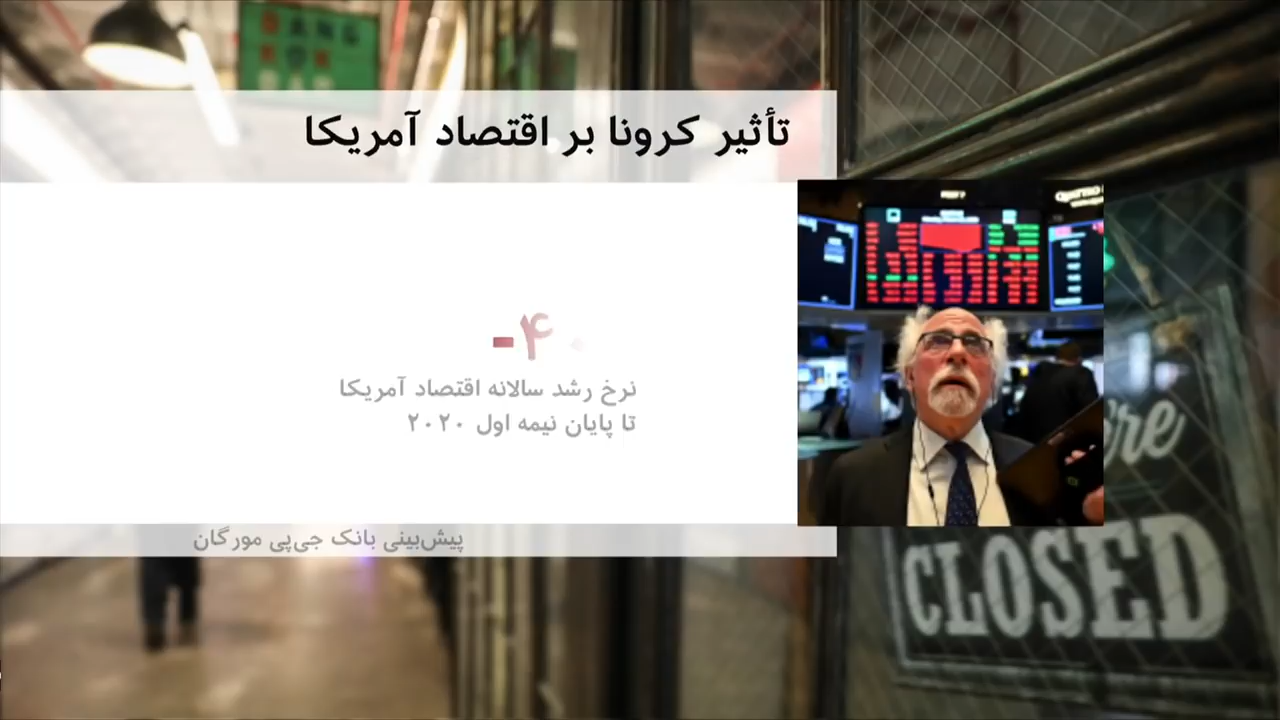 تأثیر کرونا بر اقتصاد آمریکا
-۴۰
نرخ رشد سالانه اقتصاد آمریکا
تا پایان نیمه اول ۲۰۲۰
پیش‌بینی بانک جی‌پی مورگان
CLOSED